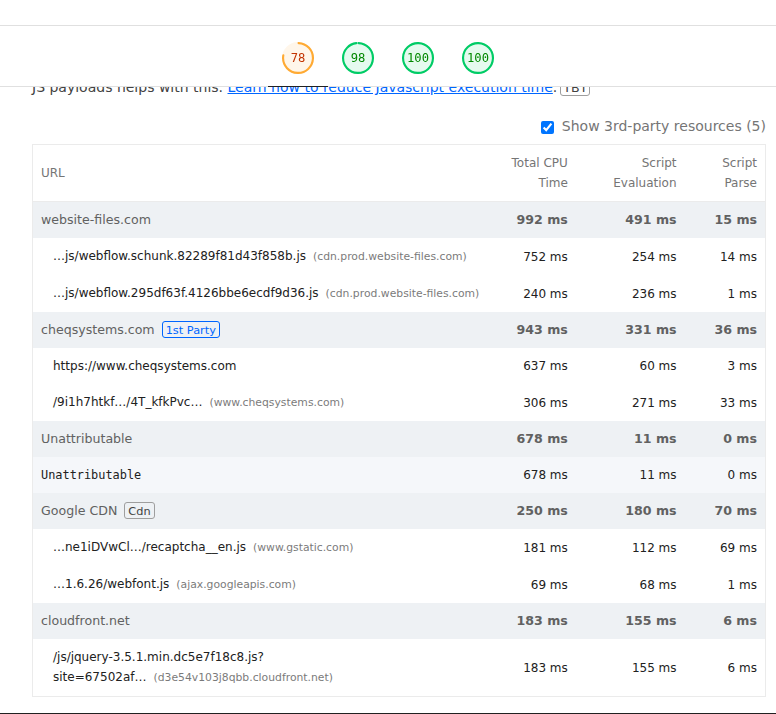 78 98 100 100
JS payloads helps with this. Learn how to reduce Javascript execution time. TBT
Show 3rd-party resources (5)
URL Total CPU Time Script Evaluation Script Parse
website-files.com 992 ms 491 ms 15 ms
…js/webflow.schunk.82289f81d43f858b.js (cdn.prod.website-files.com) 752 ms 254 ms 14 ms
…js/webflow.295df63f.4126bbe6ecdf9d36.js (cdn.prod.website-files.com) 240 ms 236 ms 1 ms
cheqsystems.com 1st Party 943 ms 331 ms 36 ms
https://www.cheqsystems.com 637 ms 60 ms 3 ms
/9i1h7htkf…/4T_kfkPvc… (www.cheqsystems.com) 306 ms 271 ms 33 ms
Unattributable 678 ms 11 ms 0 ms
Unattributable 678 ms 11 ms 0 ms
Google CDN Cdn 250 ms 180 ms 70 ms
…ne1iDVwCl…/recaptcha__en.js (www.gstatic.com) 181 ms 112 ms 69 ms
…1.6.26/webfont.js (ajax.googleapis.com) 69 ms 68 ms 1 ms
cloudfront.net 183 ms 155 ms 6 ms
/js/jquery-3.5.1.min.dc5e7f18c8.js?
site=67502af… (d3e54v103j8qbb.cloudfront.net) 183 ms 155 ms 6 ms